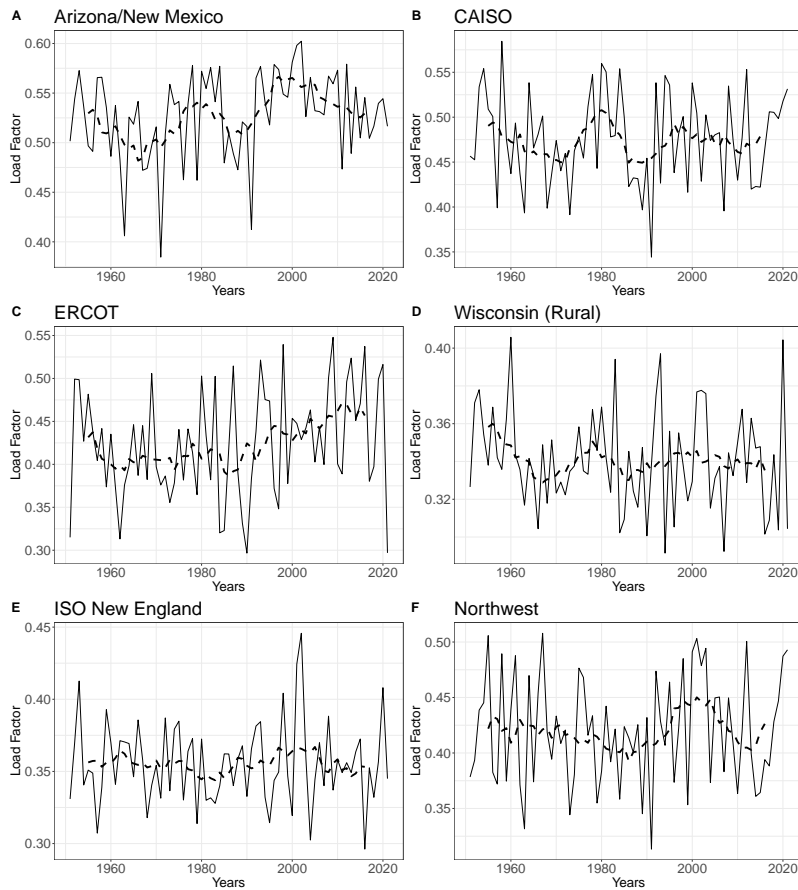 A Arizona/New Mexico
0.60
0.55
0.50
0.45
0.40
Load Factor
1960 1980 2000 2020
Years
B CAISO
0.55
0.50
0.45
0.40
0.35
Load Factor
1960 1980 2000 2020
Years
C ERCOT
0.55
0.50
0.45
0.40
0.35
0.30
Load Factor
1960 1980 2000 2020
Years
D Wisconsin (Rural)
0.40
0.36
0.32
Load Factor
1960 1980 2000 2020
Years
E ISO New England
0.45
0.40
0.35
0.30
Load Factor
1960 1980 2000 2020
Years
F Northwest
0.50
0.45
0.40
0.35
Load Factor
1960 1980 2000 2020
Years